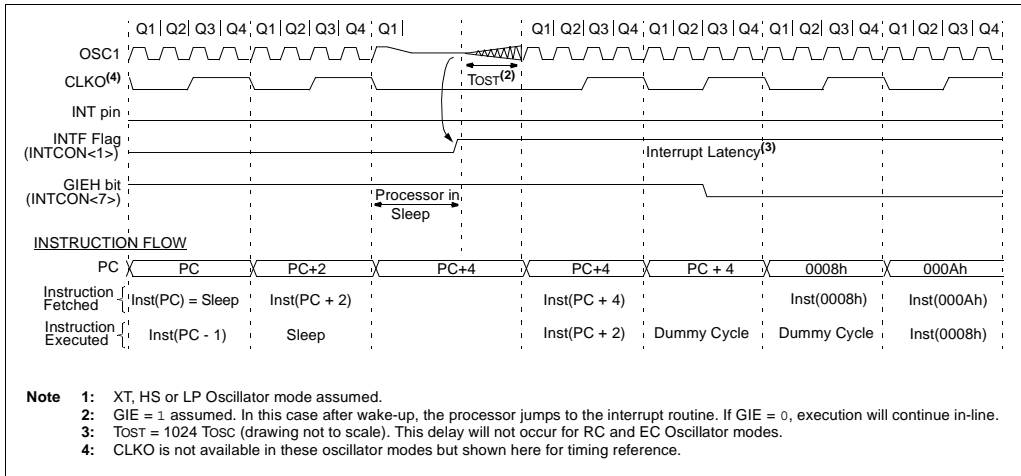 Q1 Q2 Q3 Q4 Q1 Q2 Q3 Q4 Q1 Q1 Q2 Q3 Q4 Q1 Q2 Q3 Q4 Q1 Q2 Q3 Q4 Q1 Q2 Q3 Q4
OSC1
CLKO(4)
TOST(2)
INT pin
INTF Flag
(INTCON<1>)
Interrupt Latency(3)
GIEH bit
(INTCON<7>)
Processor in
Sleep
INSTRUCTION FLOW
PC PC PC+2 PC+4 PC+4 PC + 4 0008h 000Ah
Instruction
Fetched
Inst(PC) = Sleep Inst(PC + 2) Inst(PC + 4) Inst(0008h) Inst(000Ah)
Instruction
Executed
Inst(PC - 1) Sleep Inst(PC + 2) Dummy Cycle Dummy Cycle Inst(0008h)
Note 1: XT, HS or LP Oscillator mode assumed.
2: GIE = 1 assumed. In this case after wake-up, the processor jumps to the interrupt routine. If GIE = 0, execution will continue in-line.
3: TOST = 1024 TOSC (drawing not to scale). This delay will not occur for RC and EC Oscillator modes.
4: CLKO is not available in these oscillator modes but shown here for timing reference.